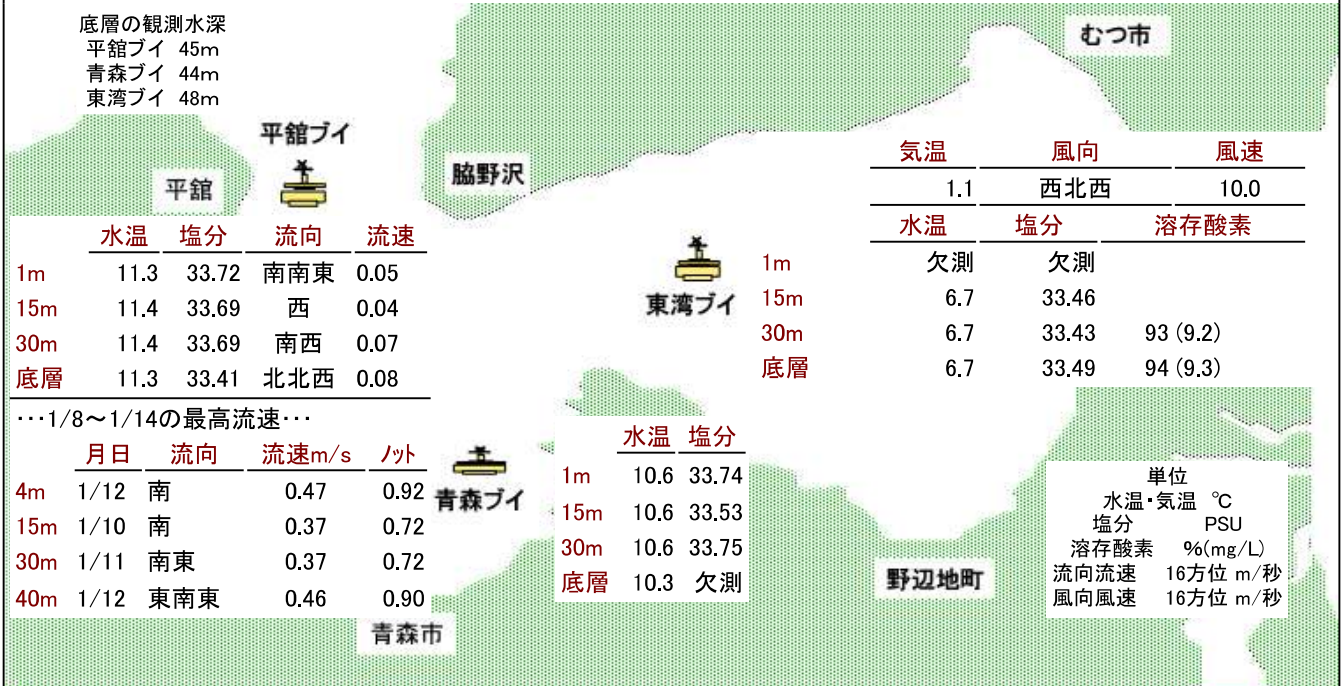 底層の観測水深
平舘ブイ 45m
青森ブイ 44m
東湾ブイ 48m
むつ市
平舘ブイ
平舘
脇野沢
水温 塩分 流向 流速
1m 11.3 33.72 南南東 0.05
15m 11.4 33.69 西 0.04
30m 11.4 33.69 南西 0.07
底層 11.3 33.41 北北西 0.08
…1/8～1/14の最高流速…
月日 流向 流速m/s ノット
4m 1/12 南 0.47 0.92
15m 1/10 南 0.37 0.72
30m 1/11 南東 0.37 0.72
40m 1/12 東南東 0.46 0.90
気温 風向 風速
1.1 西北西 10.0
水温 塩分 溶存酸素
1m 欠測 欠測
15m 6.7 33.46
30m 6.7 33.43 93 (9.2)
底層 6.7 33.49 94 (9.3)
東湾ブイ
青森ブイ
水温 塩分
1m 10.6 33.74
15m 10.6 33.53
30m 10.6 33.75
底層 10.3 欠測
青森市
野辺地町
単位
水温・気温 ℃
塩分 PSU
溶存酸素 %(mg/L)
流向流速 16方位 m/秒
風向風速 16方位 m/秒